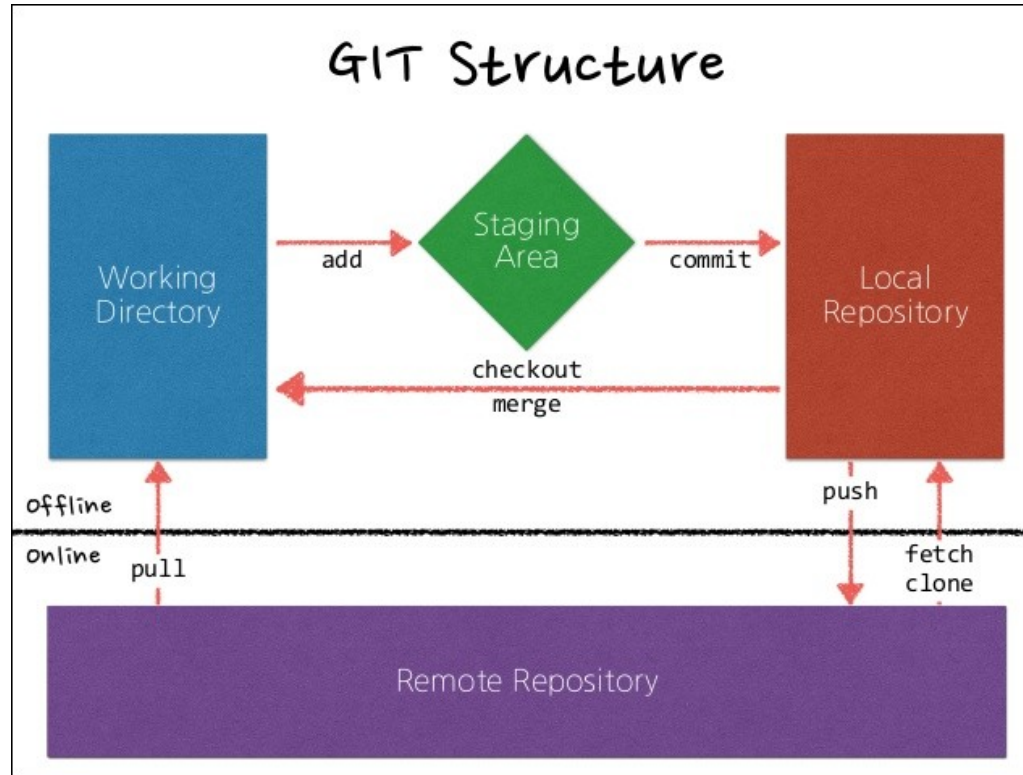 GIT Structure
Working
Directory
add
Staging
Area
commit
Local
Repository
checkout
merge
Offline
Online
pull
push
fetch
clone
Remote Repository